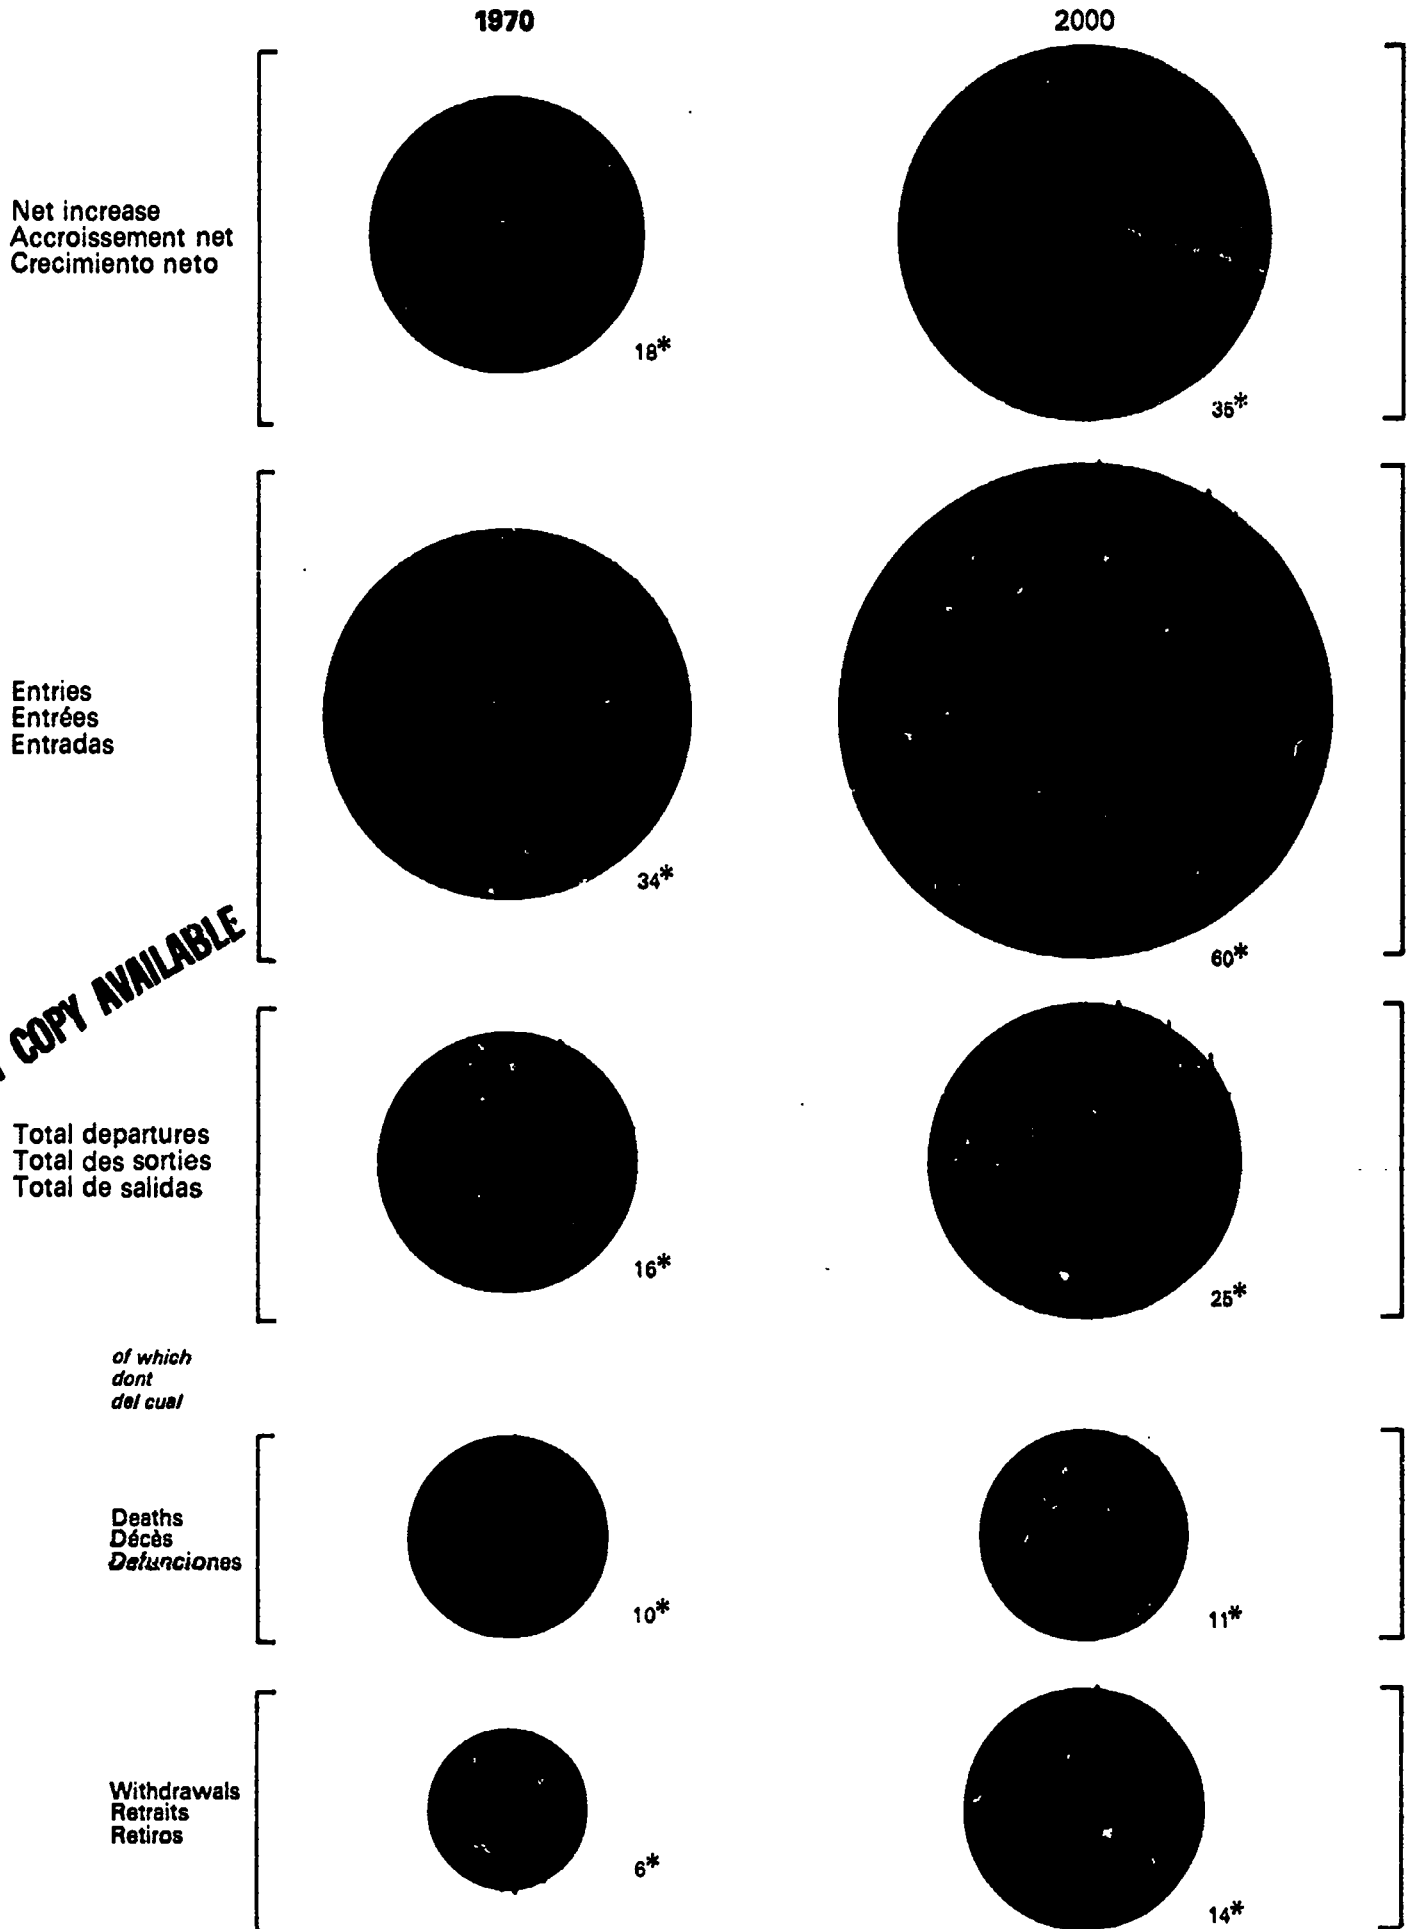 1970
2000
Net increase
Accroissement net
Crecimiento neto
18*
35*
Entries
Entrées
Entradas
34*
60*
COPY AVAILABLE
Total departures
Total des sorties
Total de salidas
16*
25*
of which
dont
del cual
Deaths
Décès
Defunciones
10*
11*
Withdrawals
Retraits
Retiros
6*
14*